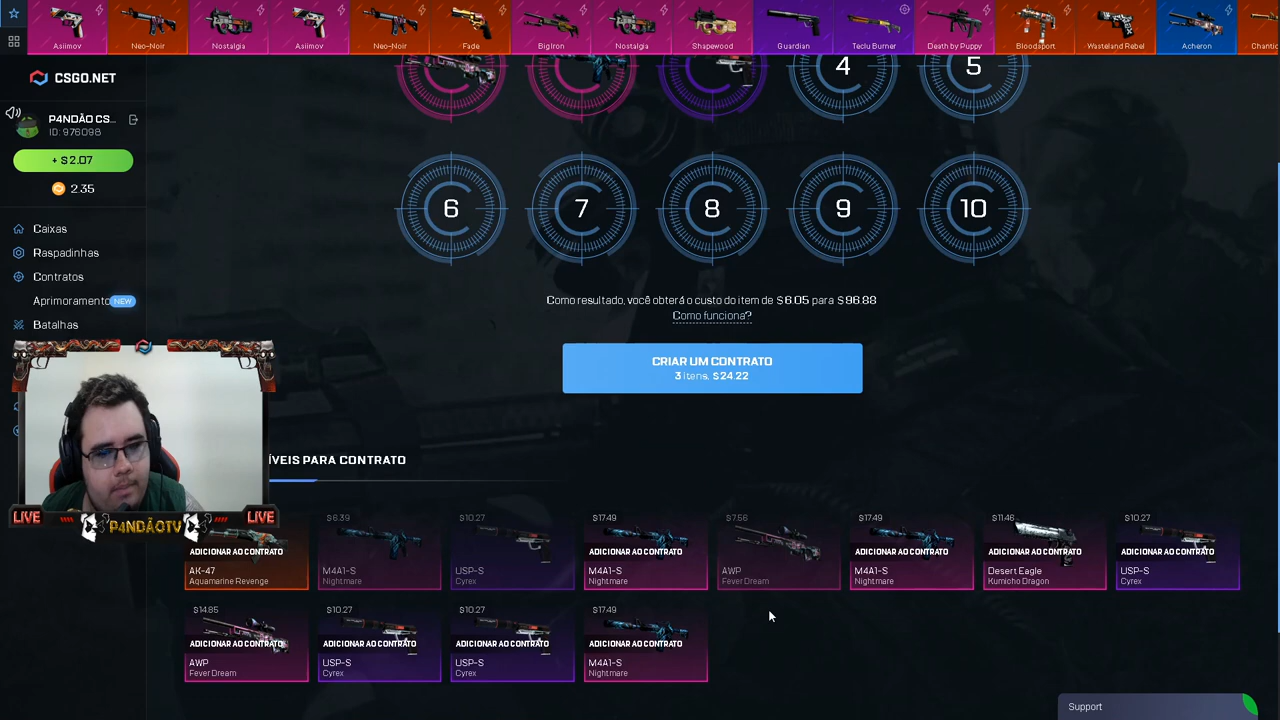 Asiimov
Neo-Noir
Nostalgia
Asiimov
Neo-Noir
Fade
Big Iron
Nostalgia
Shapewood
Guardian
Teclu Burner
Death by Puppy
Bloodsport
Wasteland Rebel
Acheron
CSGO.NET
P4NDÃO CS...
ID: 976098
+ $ 2.07
2.35
Caixas
Raspadinhas
Contratos
Aprimoramento NEW
Batalhas
4
5
6
7
8
9
10
Como resultado, você obterá o custo do item de $ 6.05 para $ 96.88
Como funciona?
CRIAR UM CONTRATO
3 itens. $24.22
ÍVEIS PARA CONTRATO
LIVE
P4NDÃOTV
LIVE
ADICIONAR AO CONTRATO
AK-47
Aquamarine Revenge
$ 6.39
M4A1-S
Nightmare
$ 10.27
USP-S
Cyrex
$ 17.49
ADICIONAR AO CONTRATO
M4A1-S
Nightmare
$ 7.56
AWP
Fever Dream
$ 17.49
ADICIONAR AO CONTRATO
M4A1-S
Nightmare
$ 11.46
ADICIONAR AO CONTRATO
Desert Eagle
Kumicho Dragon
$ 10.27
ADICIONAR AO CONTRATO
USP-S
Cyrex
$ 14.85
ADICIONAR AO CONTRATO
AWP
Fever Dream
$ 10.27
ADICIONAR AO CONTRATO
USP-S
Cyrex
$ 10.27
ADICIONAR AO CONTRATO
USP-S
Cyrex
$ 17.49
ADICIONAR AO CONTRATO
M4A1-S
Nightmare
Support